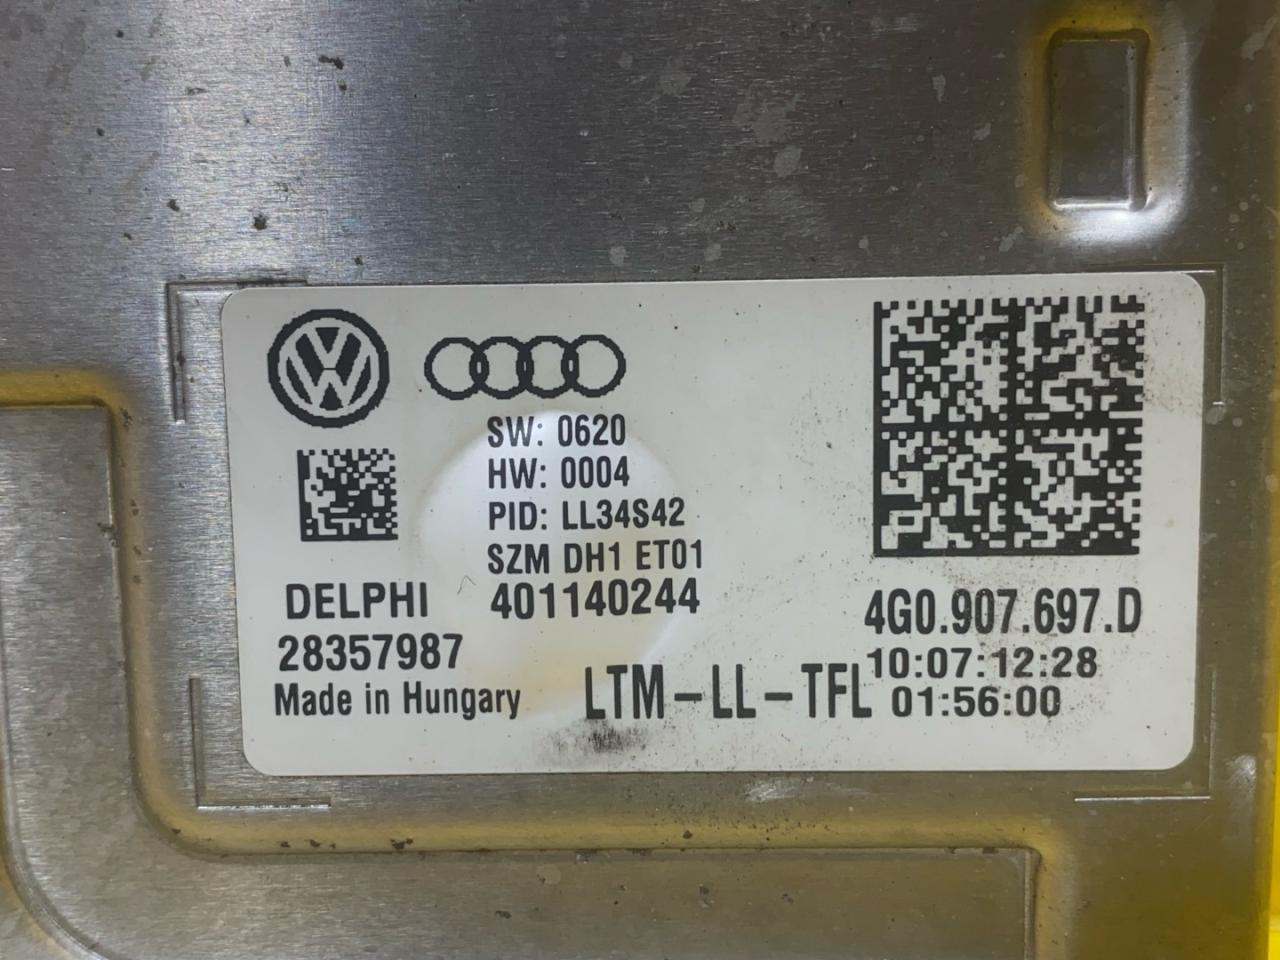 SW: 0620
HW: 0004
PID: LL34S42
SZM DH1 ET01
DELPHI 401140244
28357987
Made in Hungary
LTM-LL-TFL
4G0.907.697.D
10:07:12:28
01:56:00